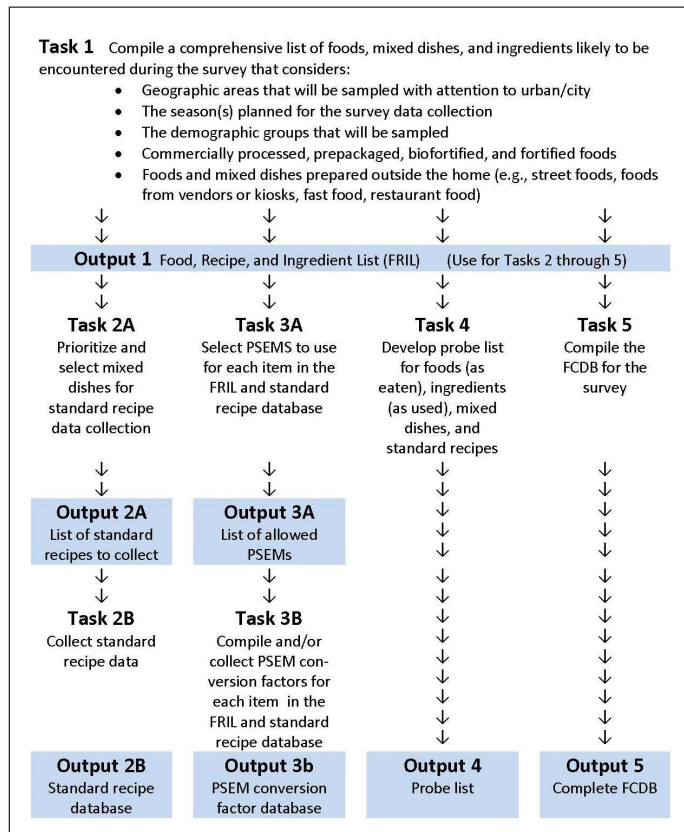 Task 1 Compile a comprehensive list of foods, mixed dishes, and ingredients likely to be
encountered during the survey that considers:
• Geographic areas that will be sampled with attention to urban/city
• The season(s) planned for the survey data collection
• The demographic groups that will be sampled
• Commercially processed, prepackaged, biofortified, and fortified foods
• Foods and mixed dishes prepared outside the home (e.g., street foods, foods
from vendors or kiosks, fast food, restaurant food)
Output 1 Food, Recipe, and Ingredient List (FRIL) (Use for Tasks 2 through 5)
Task 2A
Prioritize and
select mixed
dishes for
standard recipe
data collection
Output 2A
List of standard
recipes to collect
Task 2B
Collect standard
recipe data
Output 2B
Standard recipe
database
Task 3A
Select PSEMS to use
for each item in the
FRIL and standard
recipe database
Output 3A
List of allowed
PSEMs
Task 3B
Compile and/or
collect PSEM con-
version factors for
each item in the
FRIL and standard
recipe database
Output 3b
PSEM conversion
factor database
Task 4
Develop probe list
for foods (as
eaten), ingredients
(as used), mixed
dishes, and
standard recipes
Output 4
Probe list
Task 5
Compile the
FCDB for the
survey
Output 5
Complete FCDB